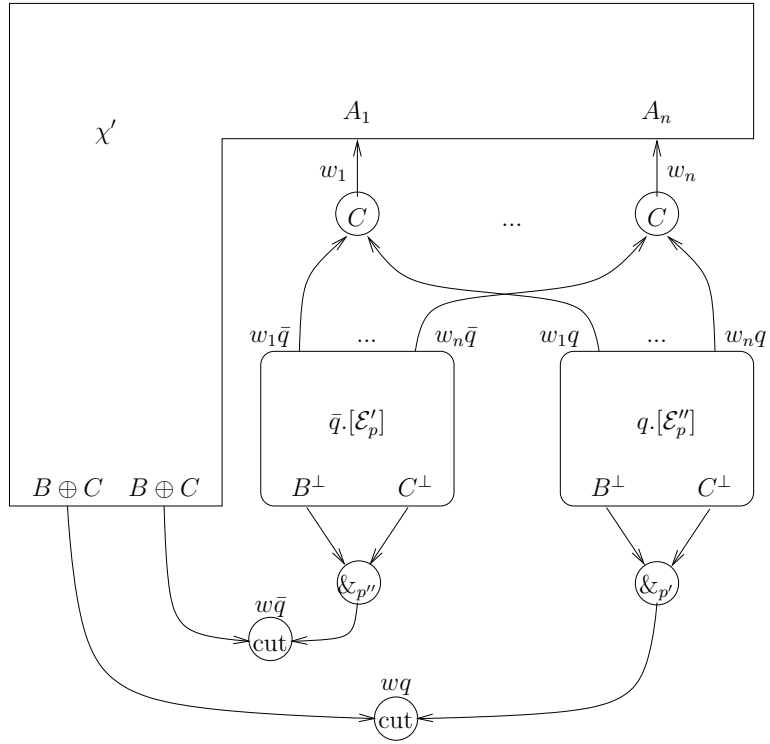 A₁ Aₙ
χ′
w₁ wₙ
C ... C
w₁q̄ ... wₙq̄ w₁q ... wₙq
q̄.[ℰ′ₚ] q.[ℰ″ₚ]
B ⊕ C B ⊕ C B⊥ C⊥ B⊥ C⊥
&ₚ″ &ₚ′
wq̄
cut
wq
cut